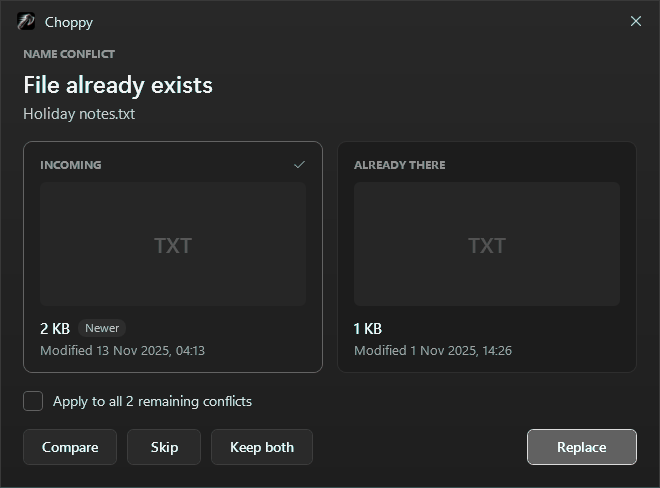 Choppy
NAME CONFLICT
File already exists
Holiday notes.txt
INCOMING
TXT
2 KB Newer
Modified 13 Nov 2025, 04:13
ALREADY THERE
TXT
1 KB
Modified 1 Nov 2025, 14:26
Apply to all 2 remaining conflicts
Compare Skip Keep both Replace